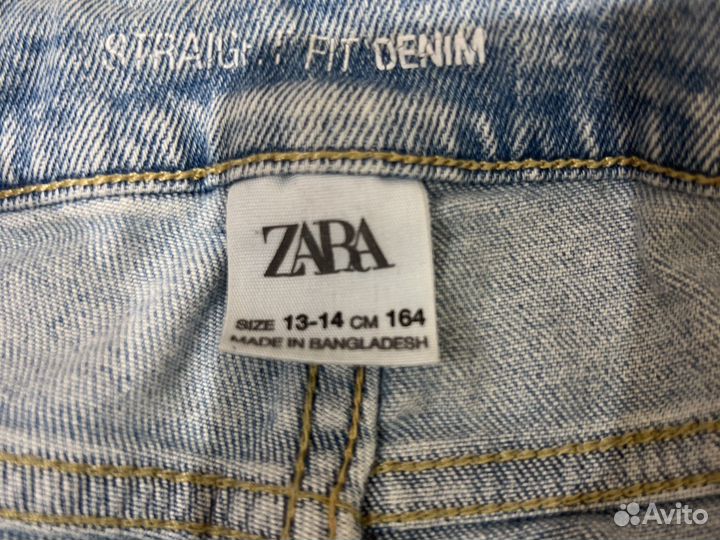 STRAIGHT FIT DENIM
ZARA
SIZE 13-14 CM 164
MADE IN BANGLADESH
Avito